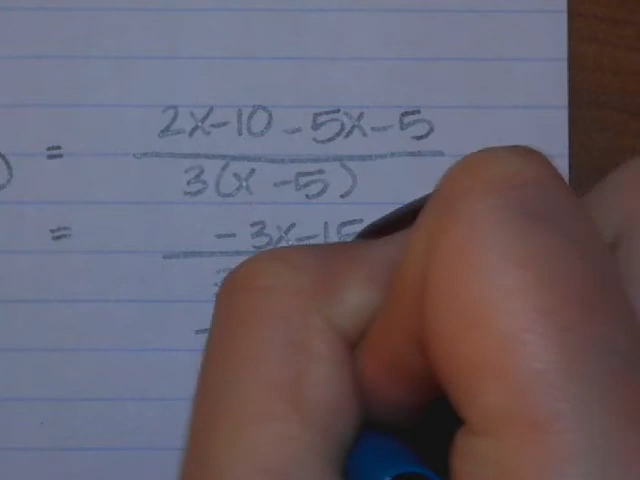 2x-10-5x-5
) = 
3(x-5)
= -3x-15